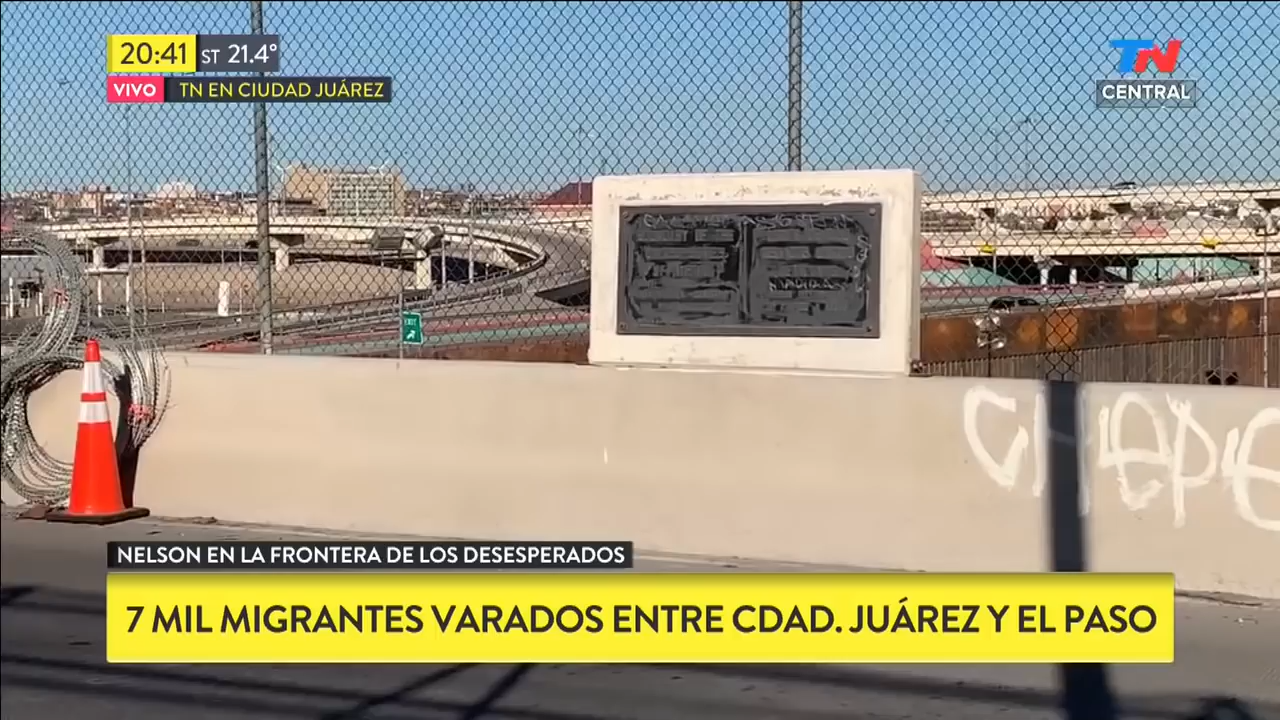 20:41 ST 21.4°
VIVO TN EN CIUDAD JUÁREZ
TN
CENTRAL
EXIT
NELSON EN LA FRONTERA DE LOS DESESPERADOS
7 MIL MIGRANTES VARADOS ENTRE CDAD. JUÁREZ Y EL PASO